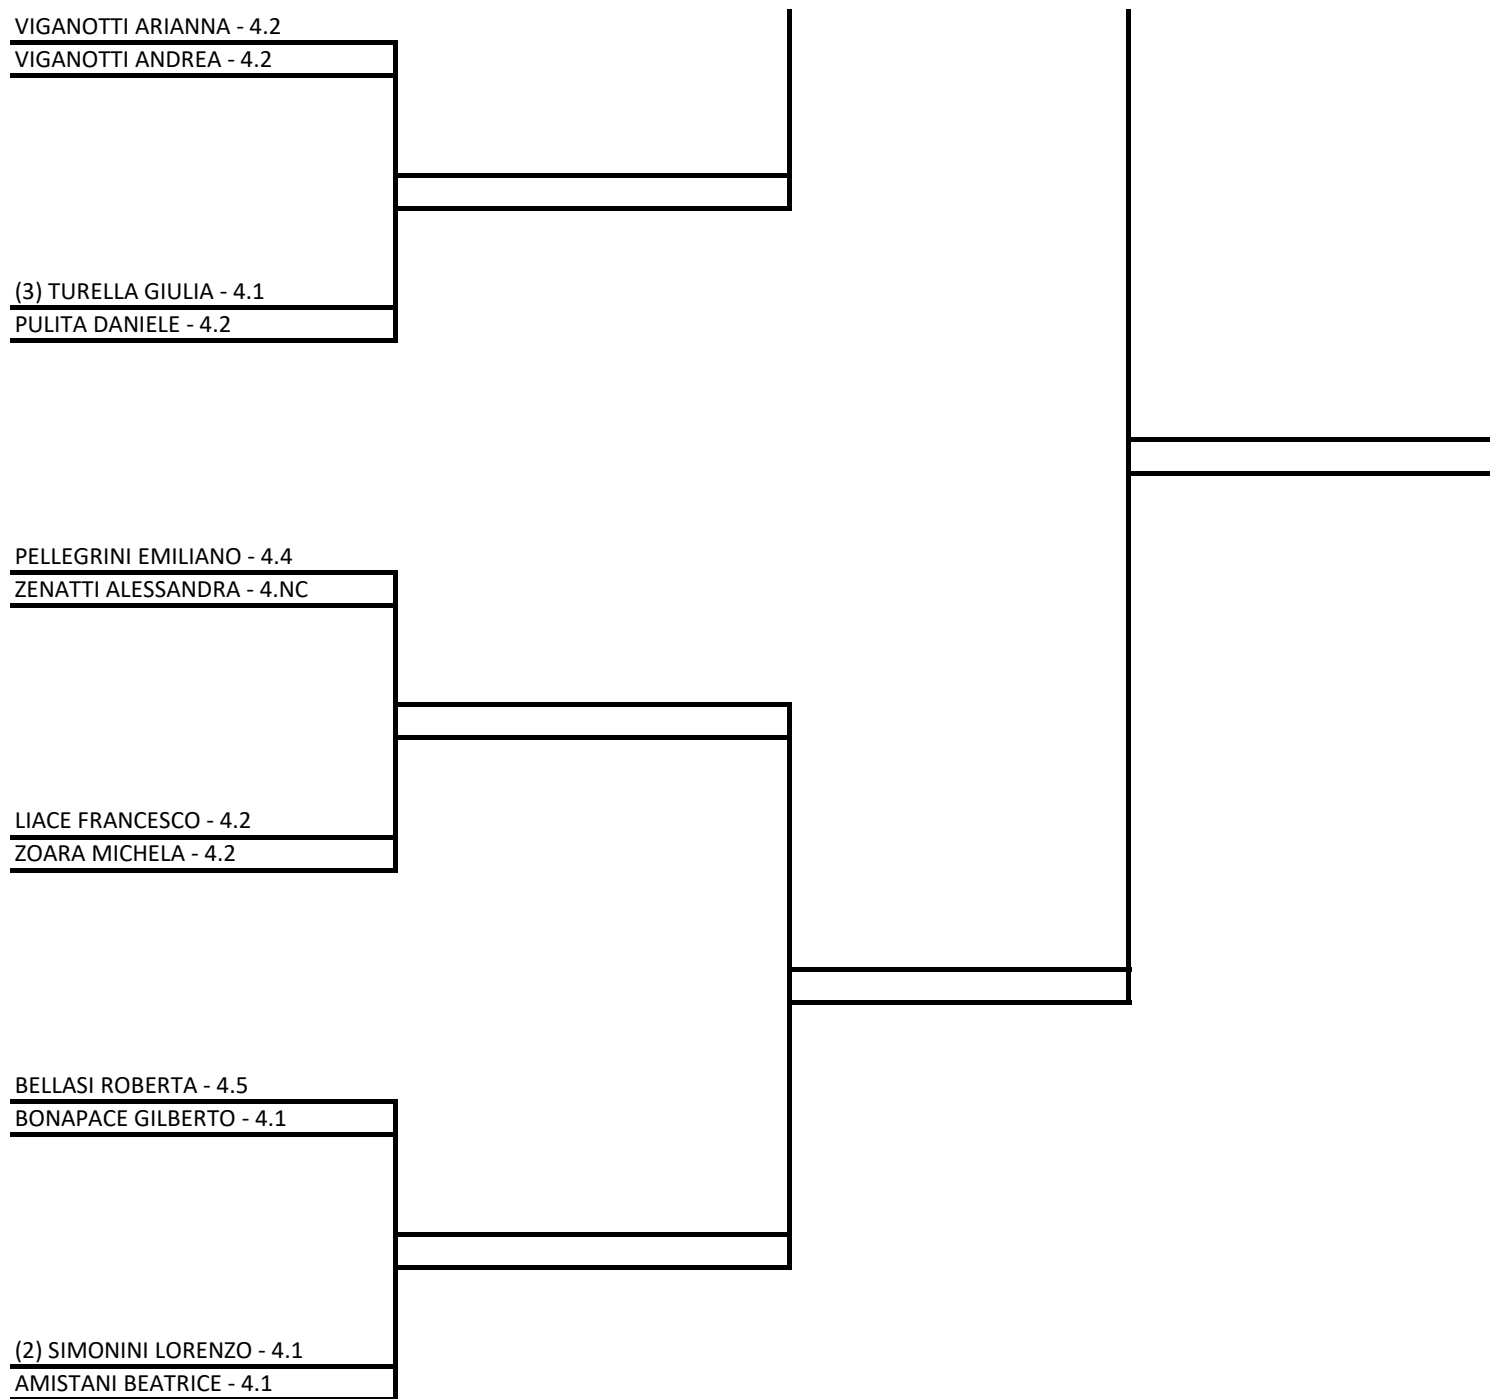 VIGANOTTI ARIANNA - 4.2
VIGANOTTI ANDREA - 4.2
(3) TURELLA GIULIA - 4.1
PULITA DANIELE - 4.2
PELLEGRINI EMILIANO - 4.4
ZENATTI ALESSANDRA - 4.NC
LIACE FRANCESCO - 4.2
ZOARA MICHELA - 4.2
BELLASI ROBERTA - 4.5
BONAPACE GILBERTO - 4.1
(2) SIMONINI LORENZO - 4.1
AMISTANI BEATRICE - 4.1